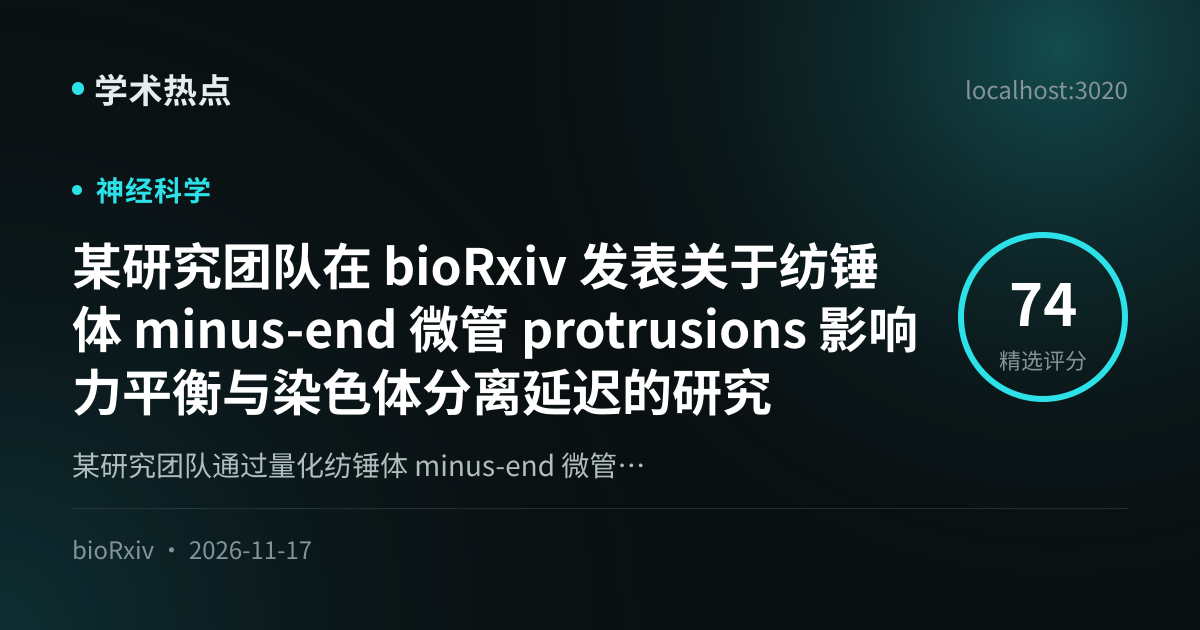 学术热点
localhost:3020
神经科学
某研究团队在 bioRxiv 发表关于纺锤
体 minus-end 微管 protrusions 影响
力平衡与染色体分离延迟的研究
74
精选评分
某研究团队通过量化纺锤体 minus-end 微管…
bioRxiv · 2026-11-17